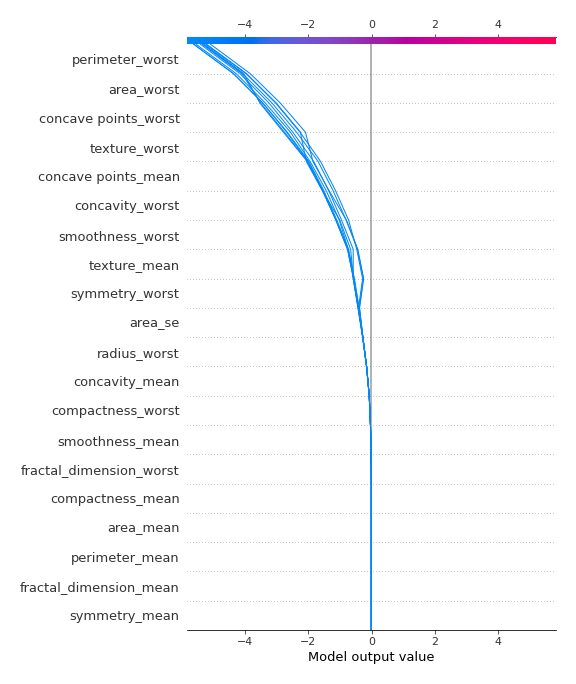 −4 −2 0 2 4
perimeter_worst
area_worst
concave points_worst
texture_worst
concave points_mean
concavity_worst
smoothness_worst
texture_mean
symmetry_worst
area_se
radius_worst
concavity_mean
compactness_worst
smoothness_mean
fractal_dimension_worst
compactness_mean
area_mean
perimeter_mean
fractal_dimension_mean
symmetry_mean
−4 −2 0 2 4
Model output value